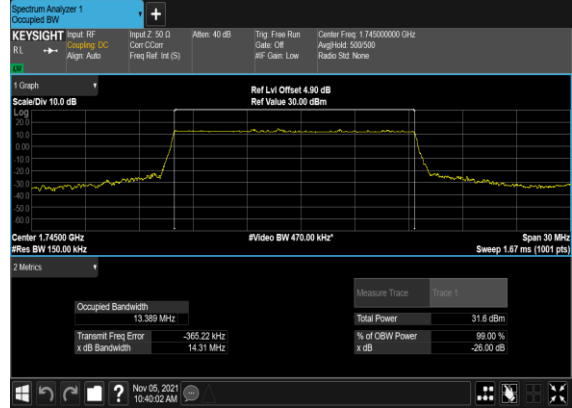 Spectrum Analyzer 1
Occupied BW
+
KEYSIGHT Input: RF Input Z: 50 Ω Atten: 40 dB Trig: Free Run Center Freq: 1.745000000 GHz
RL Coupling: DC Corr CCorr Gate: Off Avg|Hold: 500/500
Align: Auto Freq Ref: Int (S) #IF Gain: Low Radio Std: None
1 Graph
Ref Lvl Offset 4.90 dB
Scale/Div 10.0 dB Ref Value 30.00 dBm
Log
20.0
10.0
0.00
-10.0
-20.0
-30.0
-40.0
-50.0
-60.0
Center 1.74500 GHz #Video BW 470.00 kHz* Span 30 MHz
#Res BW 150.00 kHz Sweep 1.67 ms (1001 pts)
2 Metrics
Measure Trace Trace 1
Occupied Bandwidth
13.389 MHz Total Power 31.6 dBm
Transmit Freq Error -365.22 kHz % of OBW Power 99.00 %
x dB Bandwidth 14.31 MHz x dB -26.00 dB
? Nov 05, 2021
10:40:02 AM